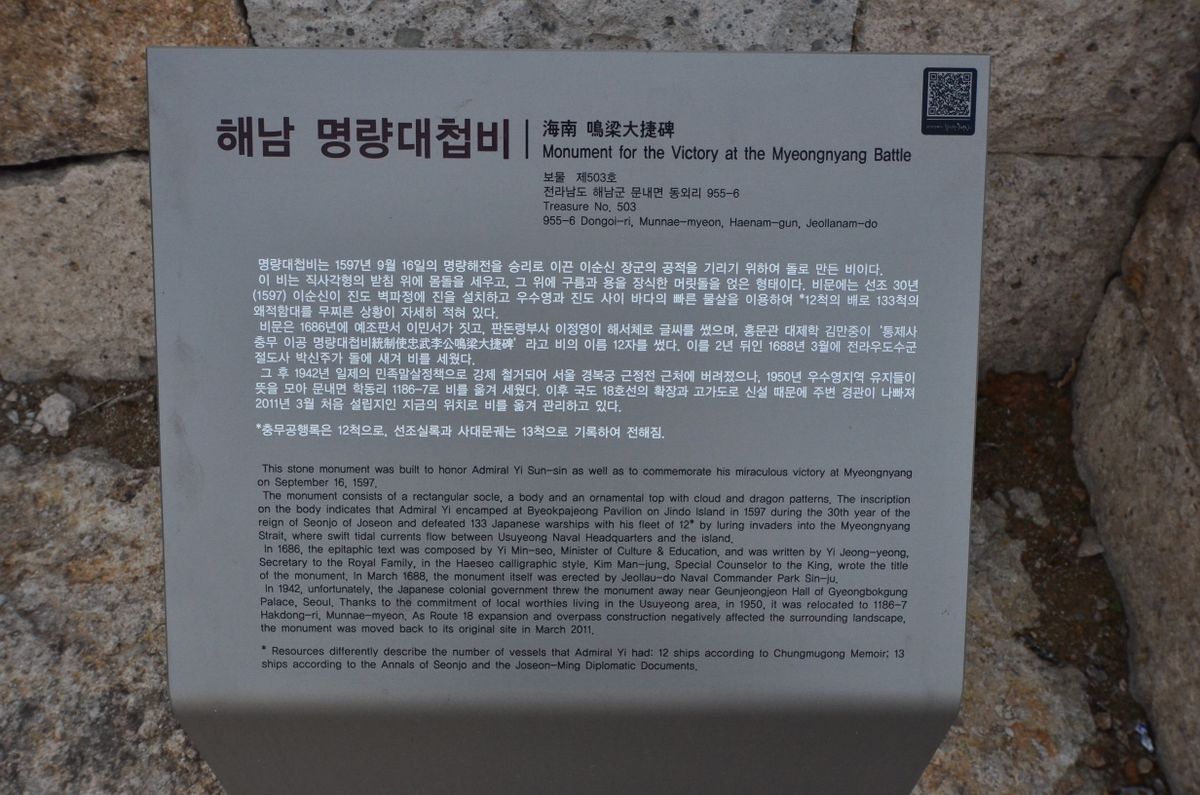 해남 명량대첩비
海南 鳴梁大捷碑
Monument for the Victory at the Myeongnyang Battle
보물 제503호
전라남도 해남군 문내면 동외리 955-6
Treasure No. 503
955-6 Dongoi-ri, Munnae-myeon, Haenam-gun, Jeollanam-do
명량대첩비는 1597년 9월 16일의 명량해전을 승리로 이끈 이순신 장군의 공적을 기리기 위하여 돌로 만든 비이다.
이 비는 직사각형의 받침 위에 몸돌을 세우고, 그 위에 구름과 용을 장식한 머릿돌을 얹은 형태이다. 비문에는 선조 30년
(1597) 이순신이 진도 벽파정에 진을 설치하고 우수영과 진도 사이 바다의 빠른 물살을 이용하여 *12척의 배로 133척의
왜적함대를 무찌른 상황이 자세히 적혀 있다.
비문은 1686년에 예조판서 이민서가 짓고, 판돈령부사 이정영이 해서체로 글씨를 썼으며, 홍문관 대제학 김만중이 '통제사
충무 이공 명량대첩비統制使忠武李公鳴梁大捷碑' 라고 비의 이름 12자를 썼다. 이를 2년 뒤인 1688년 3월에 전라우도수군
절도사 박신주가 돌에 새겨 비를 세웠다.
그 후 1942년 일제의 민족말살정책으로 강제 철거되어 서울 경복궁 근정전 근처에 버려졌으나, 1950년 우수영지역 유지들이
뜻을 모아 문내면 학동리 1186-7로 비를 옮겨 세웠다. 이후 국도 18호선의 확장과 고가도로 신설 때문에 주변 경관이 나빠져
2011년 3월 처음 설립지인 지금의 위치로 비를 옮겨 관리하고 있다.
*충무공행록은 12척으로, 선조실록과 사대문궤는 13척으로 기록하여 전해짐.
This stone monument was built to honor Admiral Yi Sun-sin as well as to commemorate his miraculous victory at Myeongnyang
on September 16, 1597.
The monument consists of a rectangular socle, a body and an ornamental top with cloud and dragon patterns. The inscription
on the body indicates that Admiral Yi encamped at Byeokpajeong Pavilion on Jindo Island in 1597 during the 30th year of the
reign of Seonjo of Joseon and defeated 133 Japanese warships with his fleet of 12* by luring invaders into the Myeongnyang
Strait, where swift tidal currents flow between Usuyeong Naval Headquarters and the island.
In 1686, the epitaphic text was composed by Yi Min-seo, Minister of Culture & Education, and was written by Yi Jeong-yeong,
Secretary to the Royal Family, in the Haeseo calligraphic style. Kim Man-jung, Special Counselor to the King, wrote the title
of the monument. In March 1688, the monument itself was erected by Jeollau-do Naval Commander Park Sin-ju.
In 1942, unfortunately, the Japanese colonial government threw the monument away near Geunjeongjeon Hall of Gyeongbokgung
Palace, Seoul. Thanks to the commitment of local worthies living in the Usuyeong area, in 1950, it was relocated to 1186-7
Hakdong-ri, Munnae-myeon. As Route 18 expansion and overpass construction negatively affected the surrounding landscape,
the monument was moved back to its original site in March 2011.
* Resources differently describe the number of vessels that Admiral Yi had: 12 ships according to Chungmugong Memoir; 13
ships according to the Annals of Seonjo and the Joseon-Ming Diplomatic Documents.